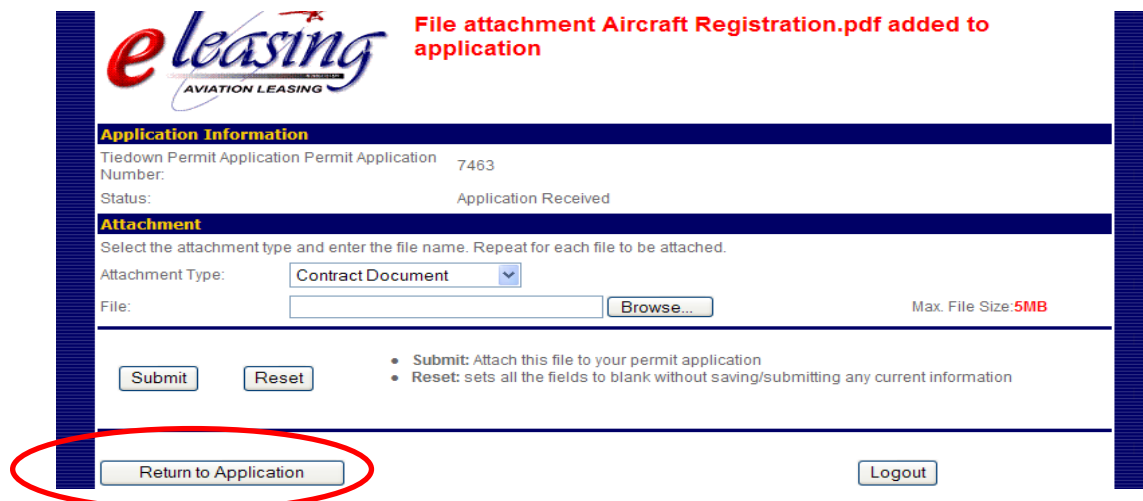 File attachment Aircraft Registration.pdf added to
application
eleasing
AVIATION LEASING
Application Information
Tiedown Permit Application Permit Application
Number:
7463
Status:
Application Received
Attachment
Select the attachment type and enter the file name. Repeat for each file to be attached.
Attachment Type:
Contract Document
File:
Browse...
Max. File Size:5MB
Submit
Reset
• Submit: Attach this file to your permit application
• Reset: sets all the fields to blank without saving/submitting any current information
Return to Application
Logout